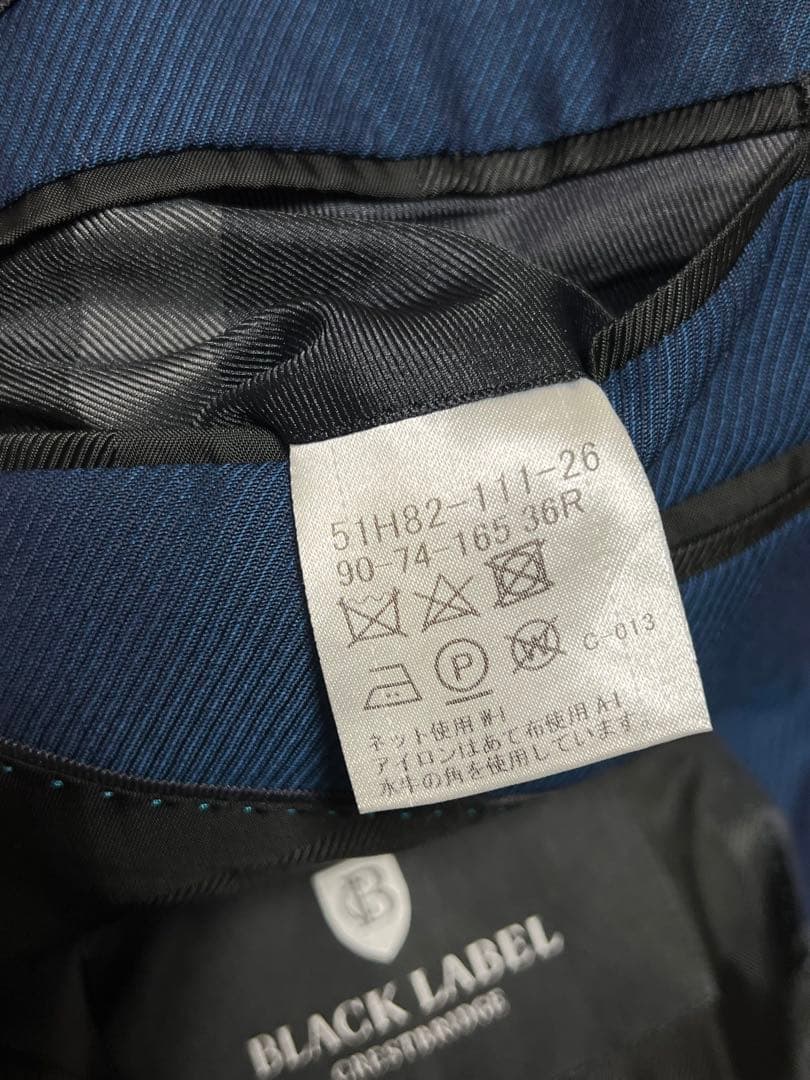 51H82-111-26
90-74-165 36R
P W C-013
ネット使用 W-1
アイロンはあて布使用 A-1
水牛の角を使用しています。
B
BLACK LABEL
CRESTBRIDGE